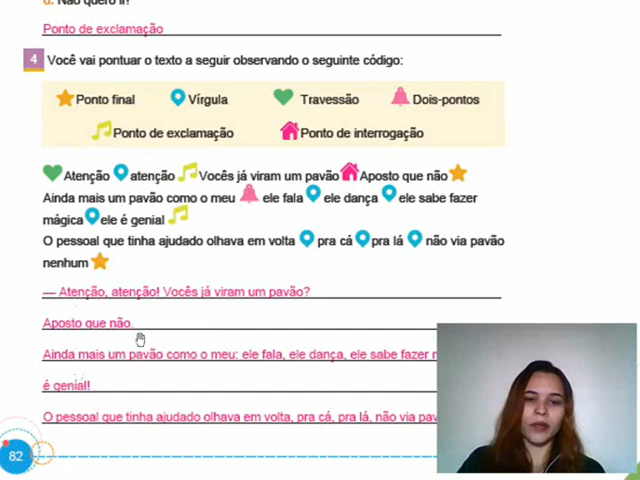 d. Não quero ir!
Ponto de exclamação
4 Você vai pontuar o texto a seguir observando o seguinte código:
Ponto final Vírgula Travessão Dois-pontos
Ponto de exclamação Ponto de interrogação
Atenção atenção Vocês já viram um pavão Aposto que não
Ainda mais um pavão como o meu ele fala ele dança ele sabe fazer
mágica ele é genial
O pessoal que tinha ajudado olhava em volta pra cá pra lá não via pavão
nenhum
— Atenção, atenção! Vocês já viram um pavão?
Aposto que não.
Ainda mais um pavão como o meu: ele fala, ele dança, ele sabe fazer
é genial!
O pessoal que tinha ajudado olhava em volta, pra cá, pra lá, não via
82